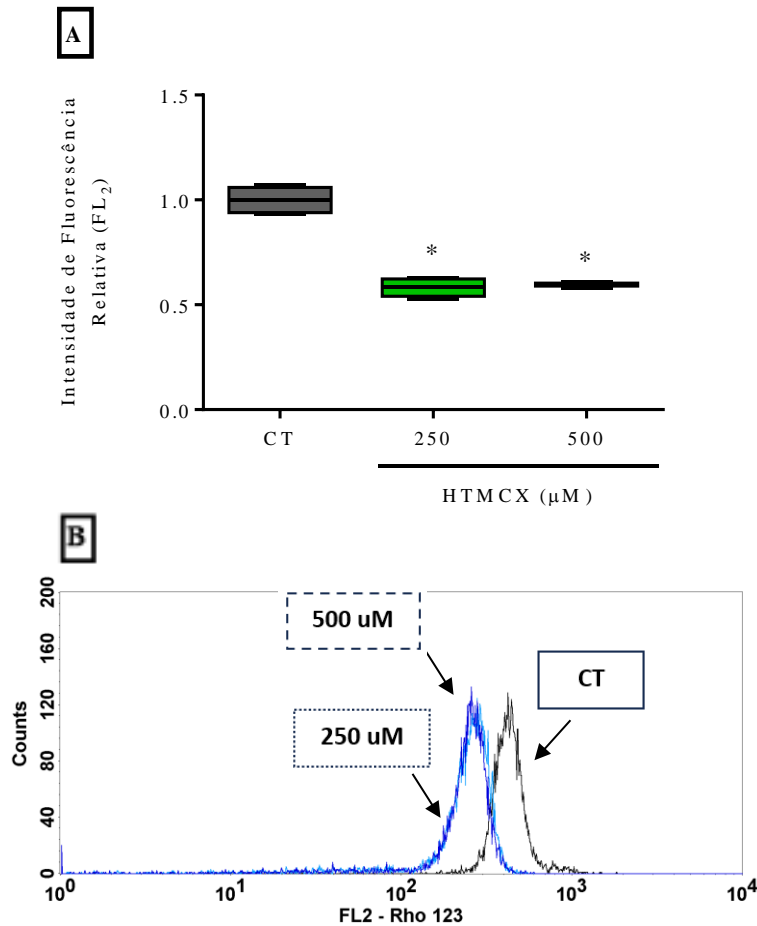 A
Intensidade de Fluorescência
Relativa (FL2)
1.5
1.0
0.5
0.0
*
*
CT
250
500
HTMCX (μM)
B
Counts
200
160
120
80
40
0
500 uM
250 uM
CT
10^0
10^1
10^2
10^3
10^4
FL2 - Rho 123